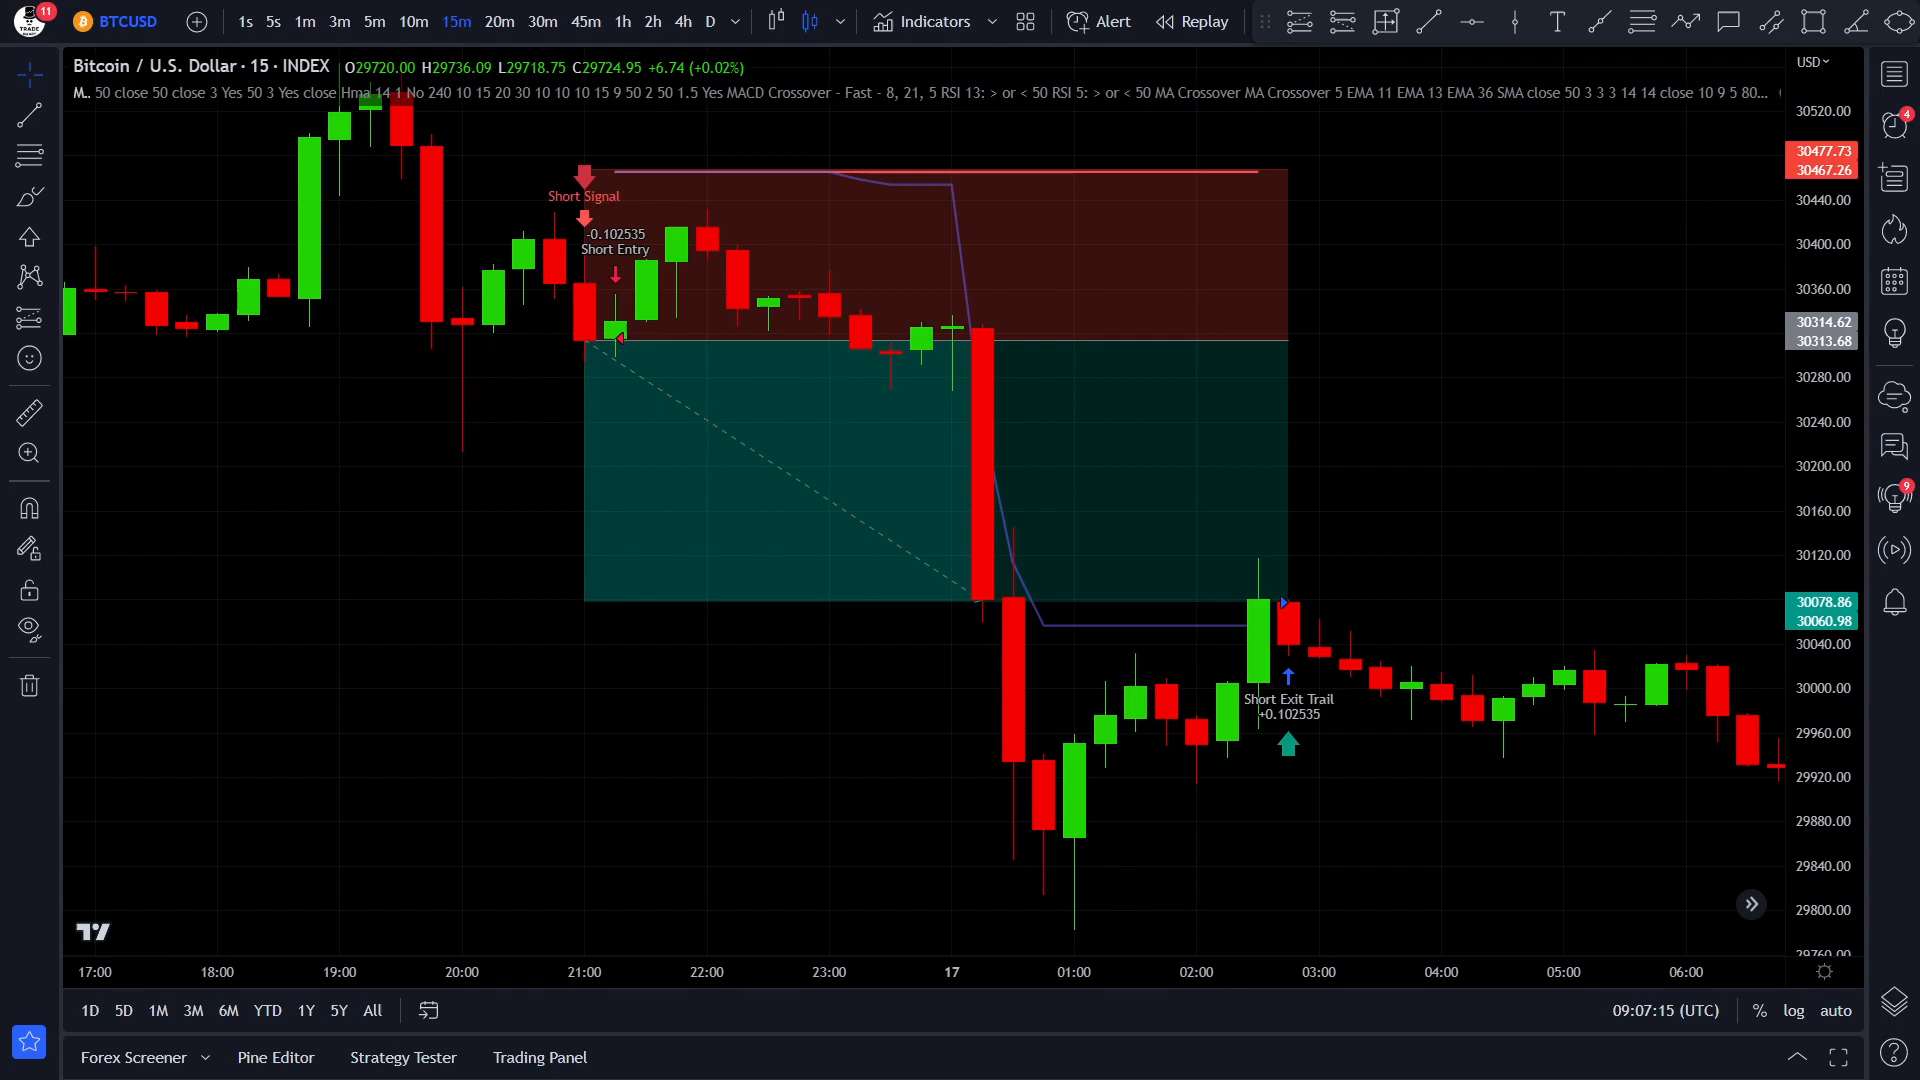 11
BTCUSD
1s 5s 1m 3m 5m 10m 15m 20m 30m 45m 1h 2h 4h D
Indicators
Alert
Replay
Bitcoin / U.S. Dollar · 15 · INDEX O29720.00 H29736.09 L29718.75 C29724.95 +6.74 (+0.02%)
M.. 50 close 50 close 3 Yes 50 3 Yes close Hma 14 1 No 240 10 15 20 30 10 10 10 15 9 50 2 50 1.5 Yes MACD Crossover - Fast - 8, 21, 5 RSI 13: > or < 50 RSI 5: > or < 50 MA Crossover MA Crossover 5 EMA 11 EMA 13 EMA 36 SMA close 50 3 3 3 14 14 close 10 9 5 80...
USD
30520.00
30477.73
30467.26
30440.00
30400.00
30360.00
30314.62
30313.68
30280.00
30240.00
30200.00
30160.00
30120.00
30078.86
30060.98
30040.00
30000.00
29960.00
29920.00
29880.00
29840.00
29800.00
29760.00
Short Signal
-0.102535
Short Entry
Short Exit Trail
+0.102535
4
9
17:00 18:00 19:00 20:00 21:00 22:00 23:00 17 01:00 02:00 03:00 04:00 05:00 06:00
1D 5D 1M 3M 6M YTD 1Y 5Y All
09:07:15 (UTC) % log auto
Forex Screener Pine Editor Strategy Tester Trading Panel